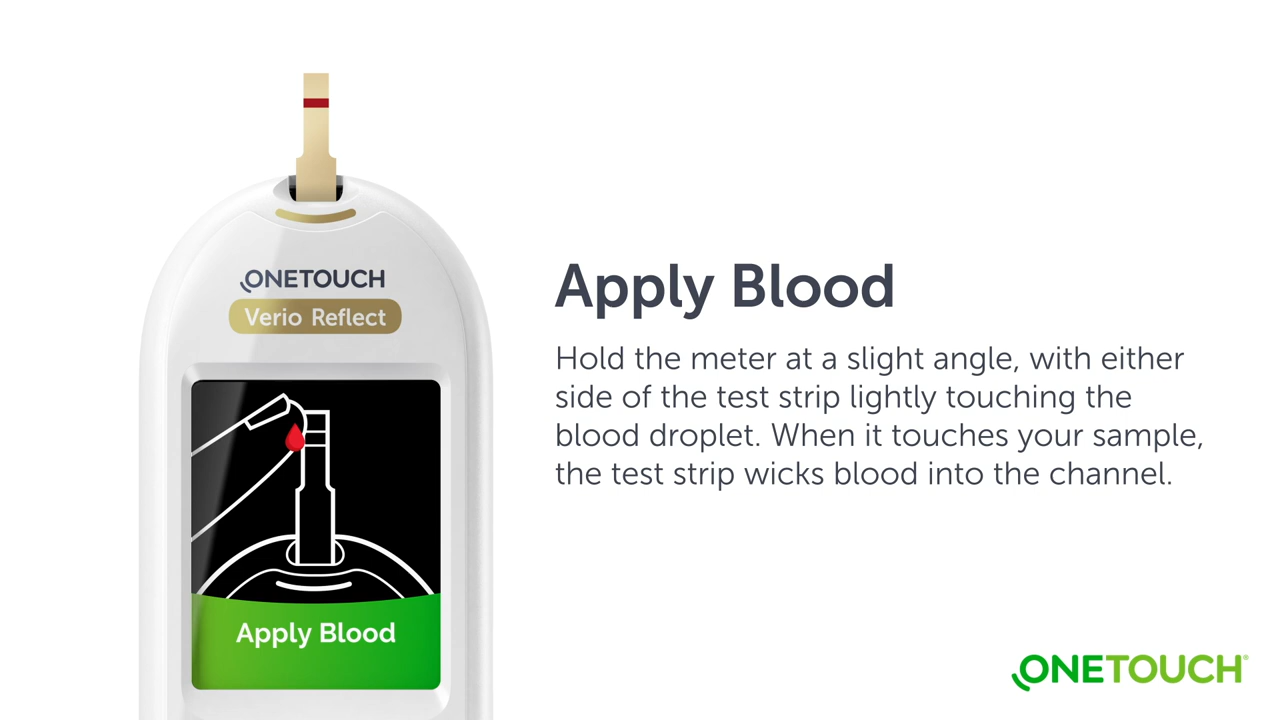 ONETOUCH
Verio Reflect
Apply Blood
Apply Blood
Hold the meter at a slight angle, with either
side of the test strip lightly touching the
blood droplet. When it touches your sample,
the test strip wicks blood into the channel.
ONETOUCH®